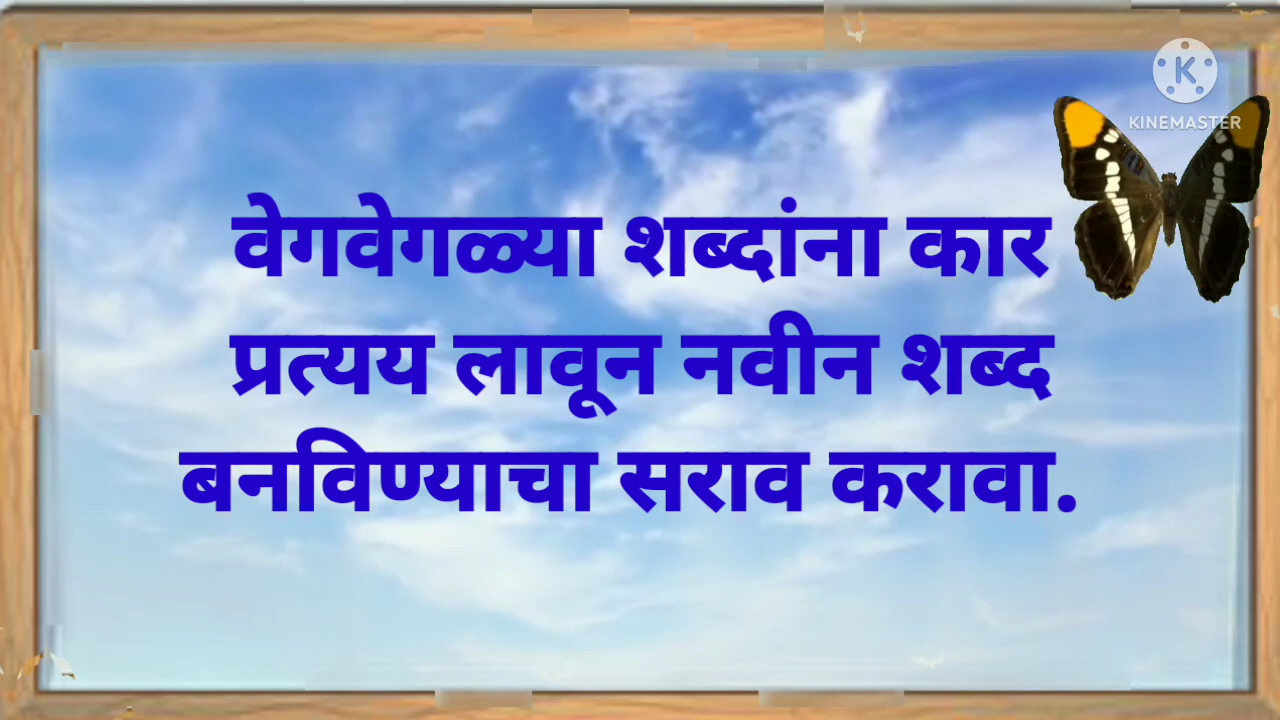 KINEMASTER
वेगवेगळ्या शब्दांना कार
प्रत्यय लावून नवीन शब्द
बनविण्याचा सराव करावा.